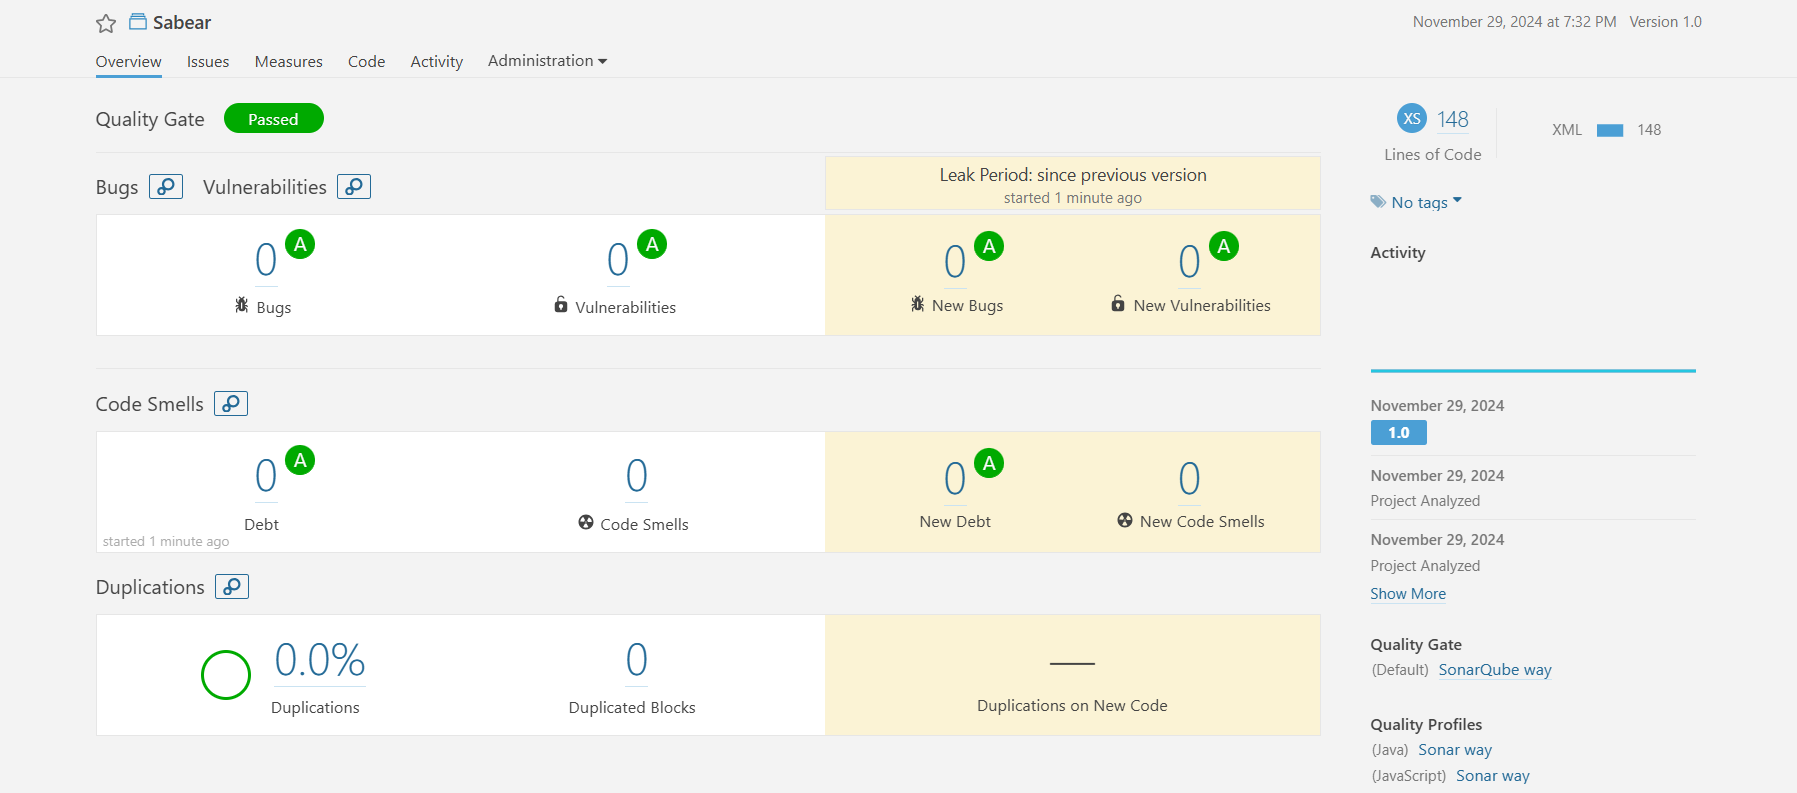 Sabear
November 29, 2024 at 7:32 PM Version 1.0
Overview Issues Measures Code Activity Administration
Quality Gate Passed
Bugs Vulnerabilities
Leak Period: since previous version
started 1 minute ago
0 A
Bugs
0 A
Vulnerabilities
0 A
New Bugs
0 A
New Vulnerabilities
Code Smells
0 A
Debt
started 1 minute ago
0
Code Smells
0 A
New Debt
0
New Code Smells
Duplications
0.0%
Duplications
0
Duplicated Blocks
—
Duplications on New Code
XS 148
Lines of Code
XML 148
No tags
Activity
November 29, 2024
1.0
November 29, 2024
Project Analyzed
November 29, 2024
Project Analyzed
Show More
Quality Gate
(Default) SonarQube way
Quality Profiles
(Java) Sonar way
(JavaScript) Sonar way